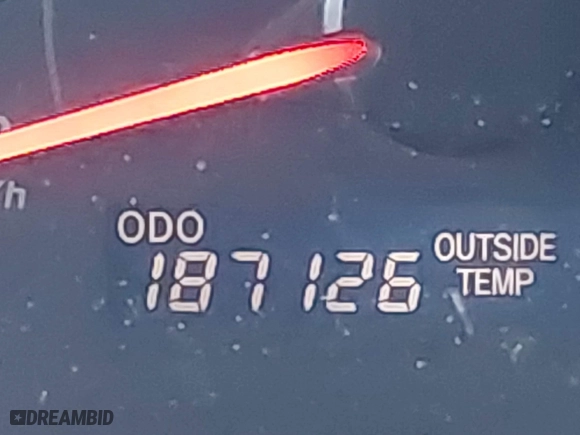 /h
ODO
187126
OUTSIDE
TEMP
DREAMBID